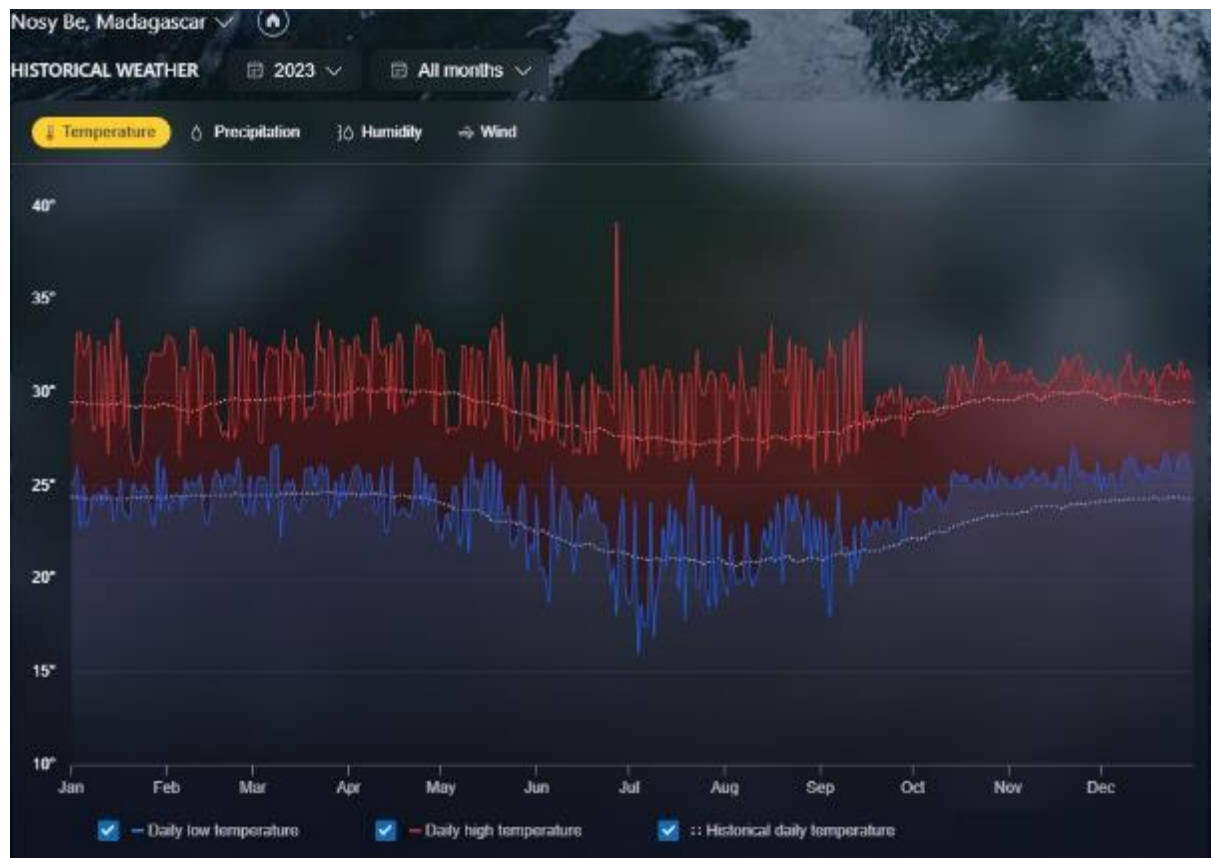 Nosy Be, Madagascar
HISTORICAL WEATHER 2023 All months
Temperature Precipitation Humidity Wind
40°
35°
30°
25°
20°
15°
10°
Jan Feb Mar Apr May Jun Jul Aug Sep Oct Nov Dec
Daily low temperature Daily high temperature Historical daily temperature